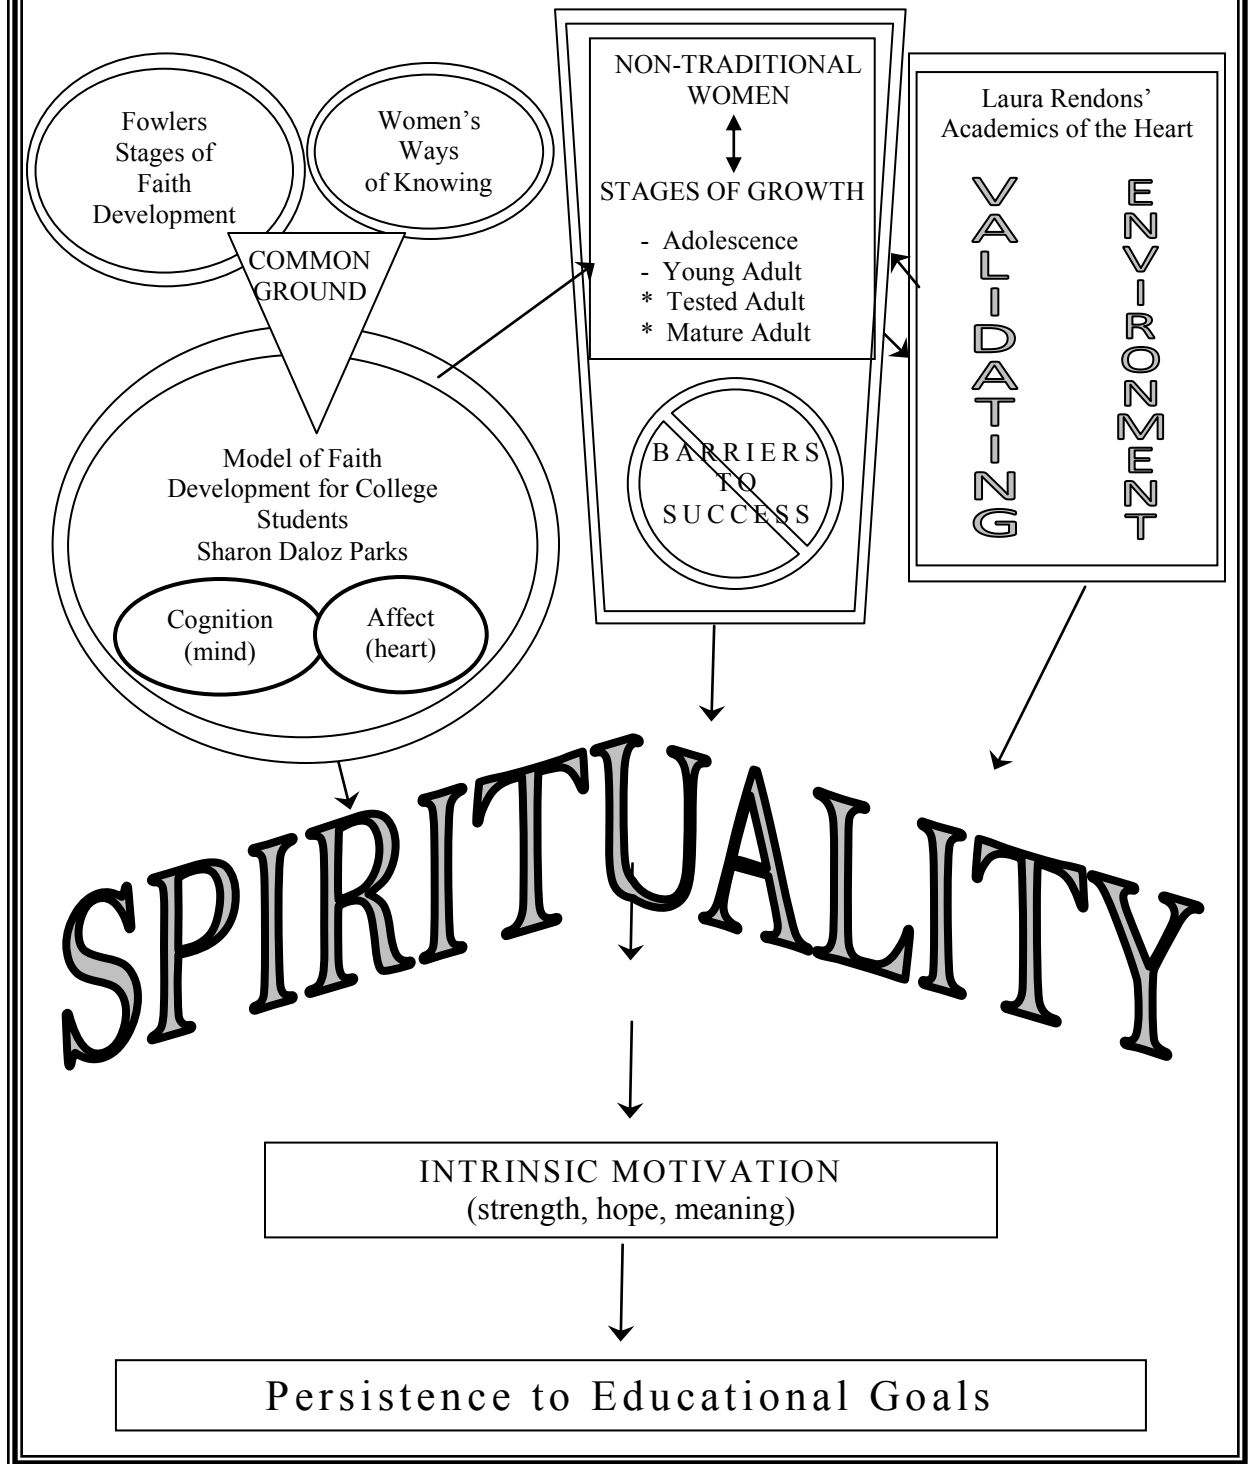 Fowlers
Stages of
Faith
Development
Women's
Ways
of Knowing
COMMON
GROUND
Model of Faith
Development for College
Students
Sharon Daloz Parks
Cognition
(mind)
Affect
(heart)
NON-TRADITIONAL
WOMEN
STAGES OF GROWTH
- Adolescence
- Young Adult
* Tested Adult
* Mature Adult
BARRIERS
TO
SUCCESS
Laura Rendons'
Academics of the Heart
VALIDATING
ENVIRONMENT
SPIRITUALITY
INTRINSIC MOTIVATION
(strength, hope, meaning)
Persistence to Educational Goals